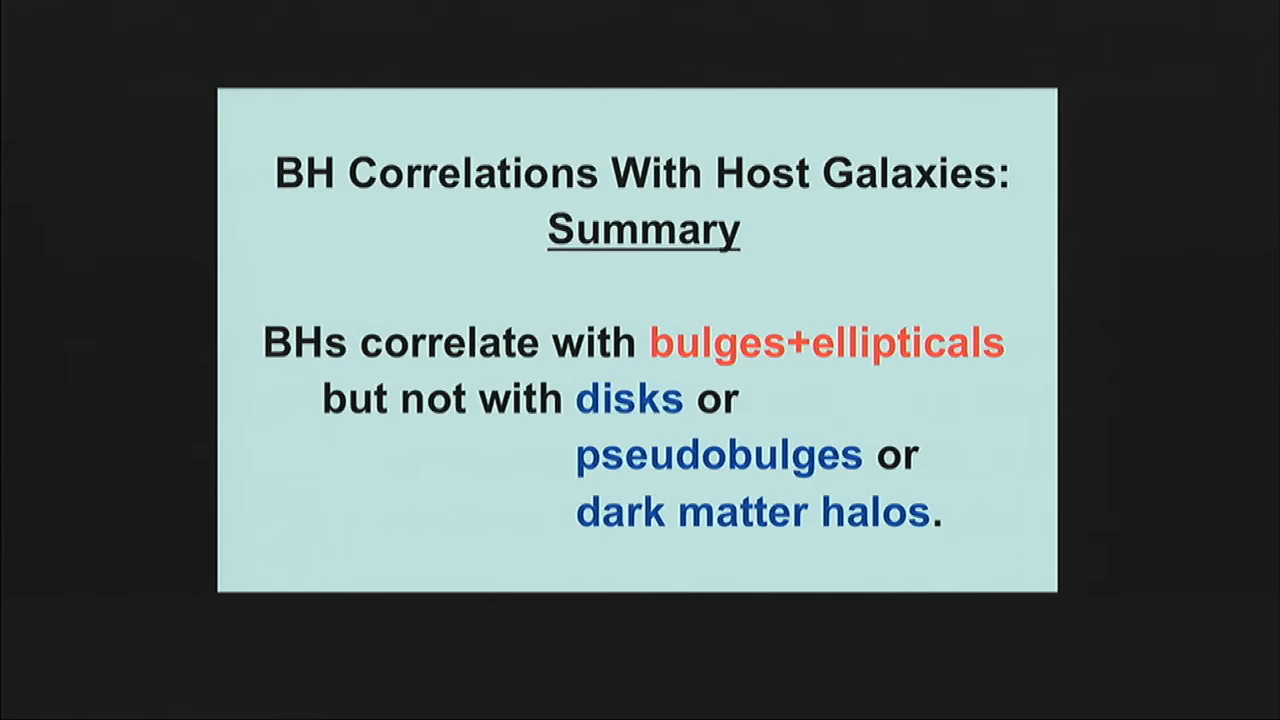 BH Correlations With Host Galaxies:
Summary
BHs correlate with bulges+ellipticals
but not with disks or
pseudobulges or
dark matter halos.